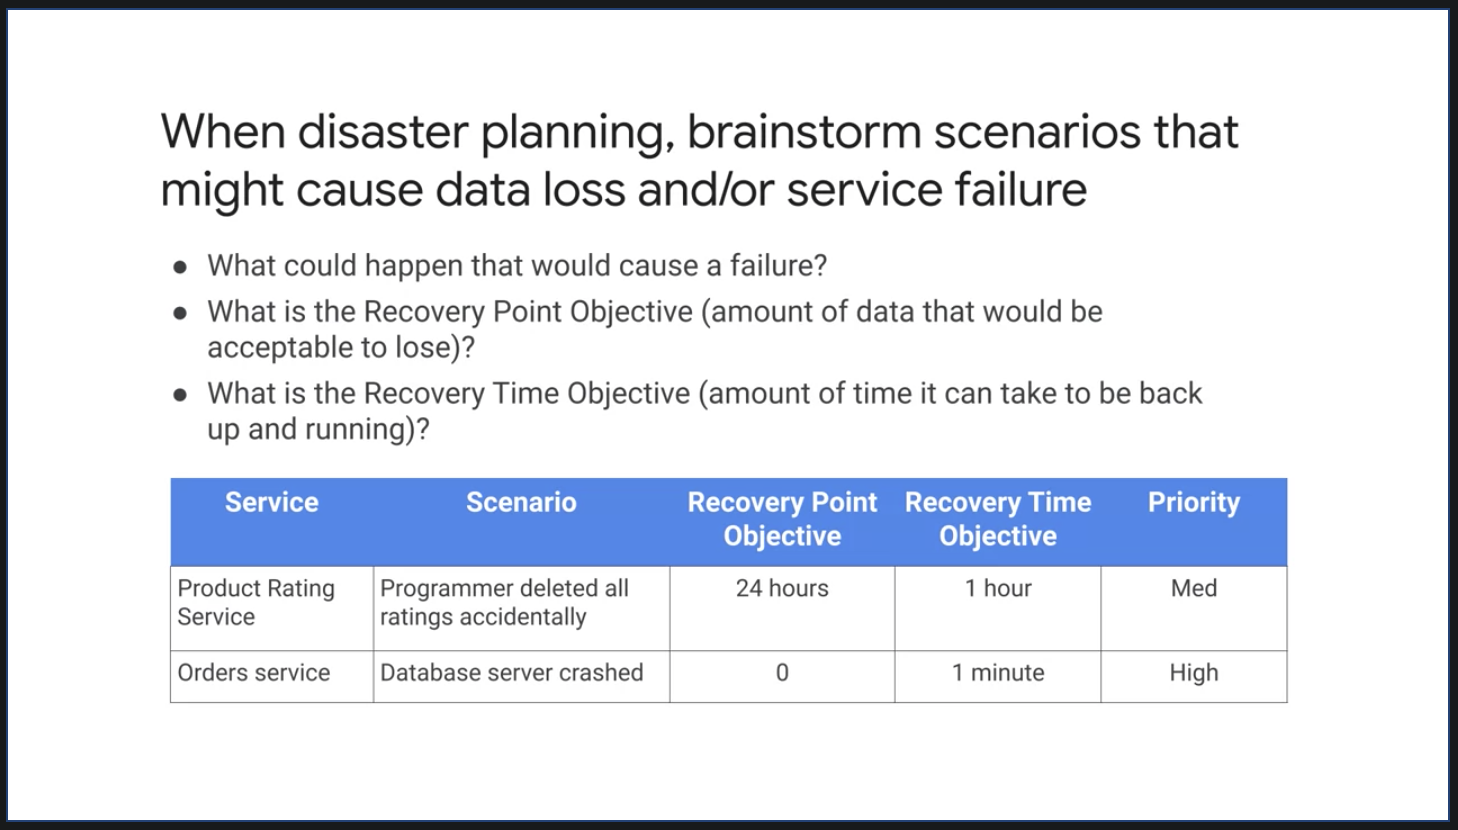 When disaster planning, brainstorm scenarios that
might cause data loss and/or service failure
● What could happen that would cause a failure?
● What is the Recovery Point Objective (amount of data that would be
acceptable to lose)?
● What is the Recovery Time Objective (amount of time it can take to be back
up and running)?
Service Scenario Recovery Point Objective Recovery Time Objective Priority
Product Rating Service Programmer deleted all ratings accidentally 24 hours 1 hour Med
Orders service Database server crashed 0 1 minute High